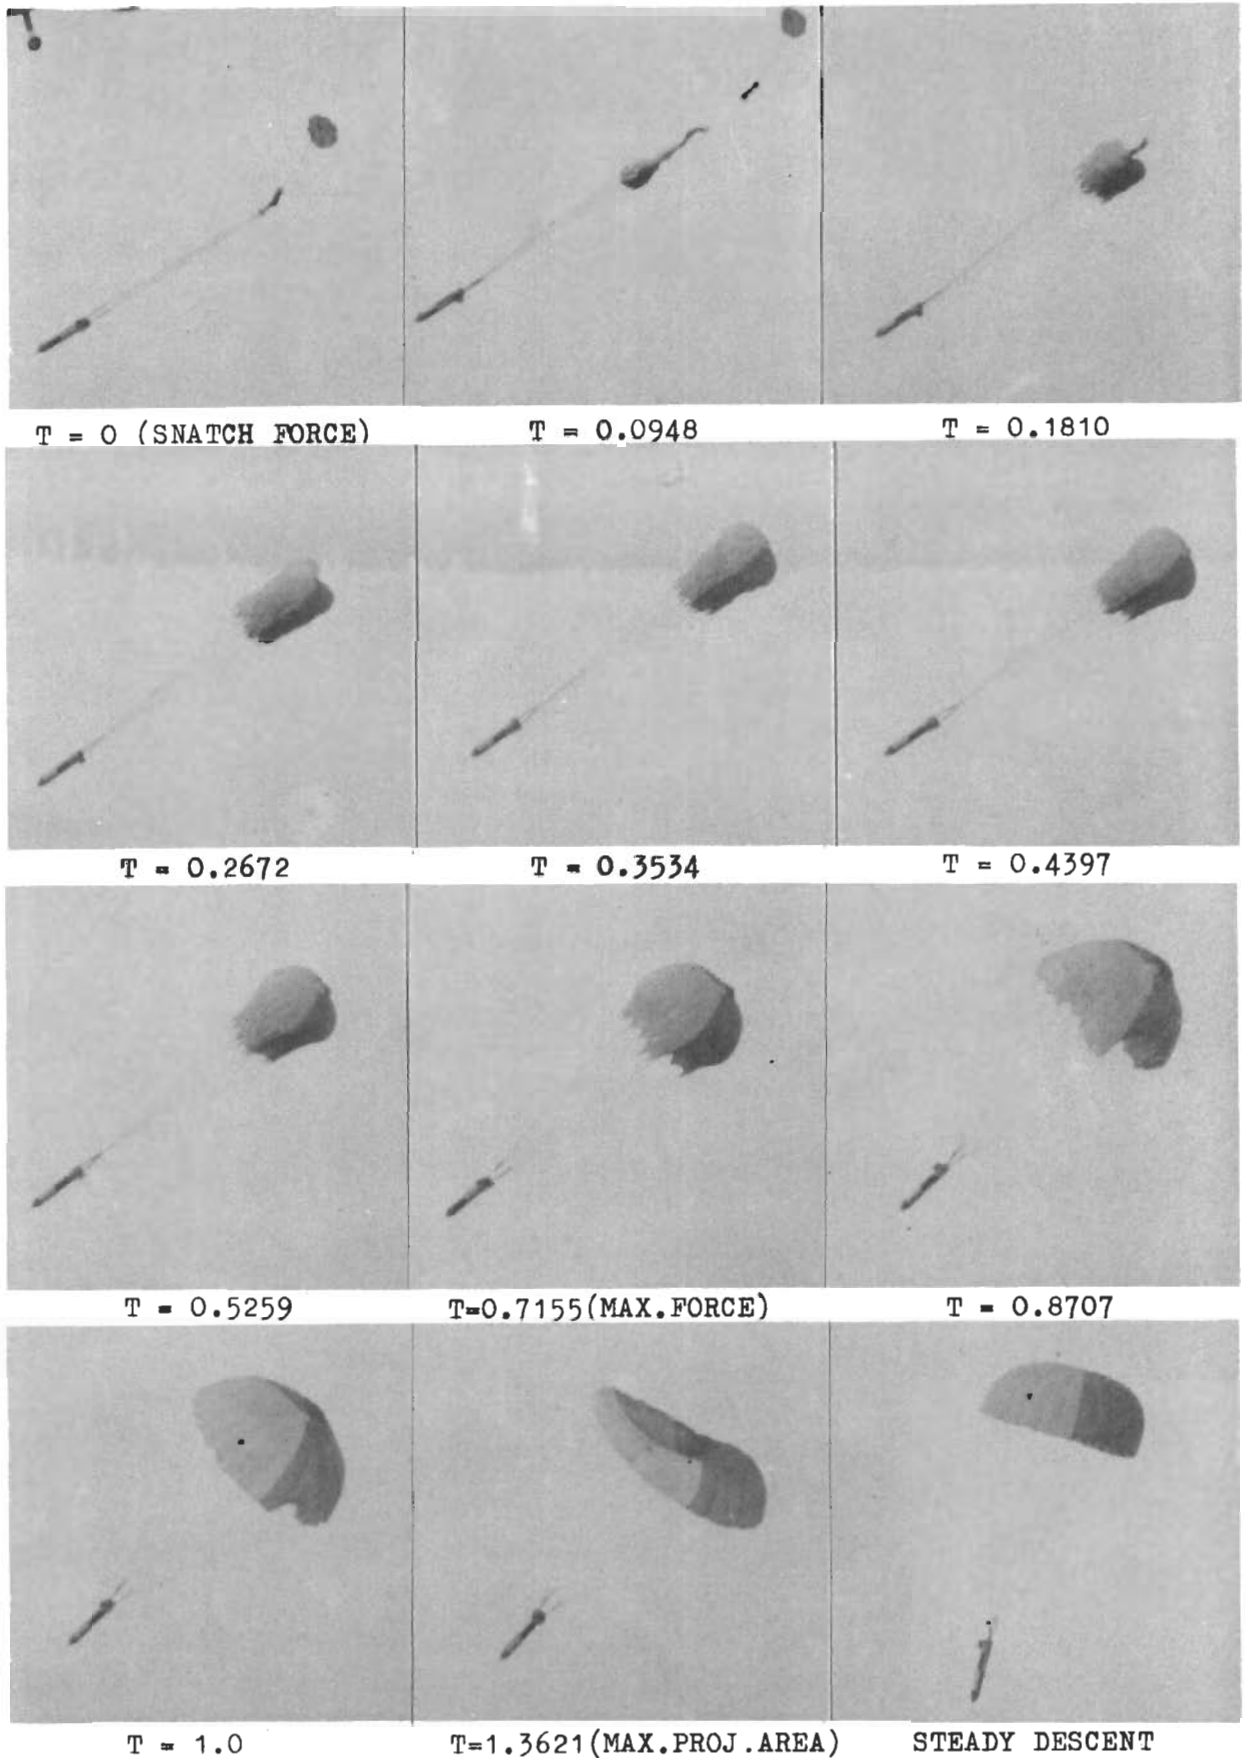 T = 0 (SNATCH FORCE)
T = 0.0948
T = 0.1810
T = 0.2672
T = 0.3534
T = 0.4397
T = 0.5259
T=0.7155(MAX.FORCE)
T = 0.8707
T = 1.0
T=1.3621(MAX.PROJ.AREA)
STEADY DESCENT